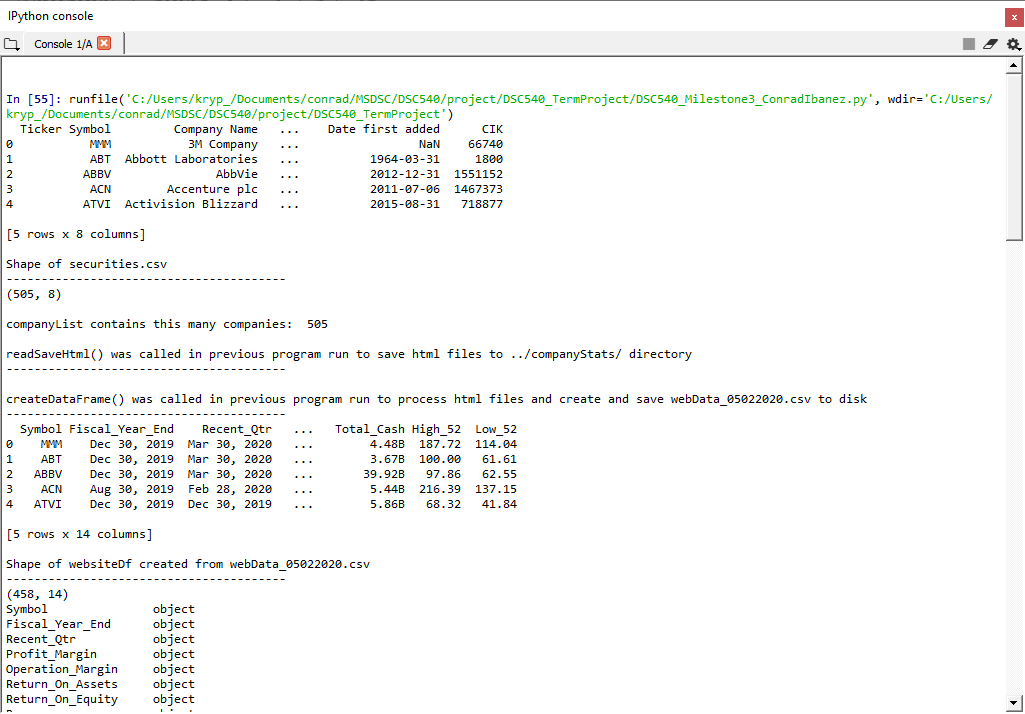 IPython console
x
Console 1/A
In [55]: runfile('C:/Users/kryp_/Documents/conrad/MSDSC/DSC540/project/DSC540_TermProject/DSC540_Milestone3_ConradIbanez.py', wdir='C:/Users/
kryp_/Documents/conrad/MSDSC/DSC540/project/DSC540_TermProject')
  Ticker Symbol         Company Name   ...    Date first added      CIK
0           MMM           3M Company   ...                 NaN    66740
1           ABT  Abbott Laboratories   ...          1964-03-31     1800
2          ABBV               AbbVie   ...          2012-12-31  1551152
3           ACN        Accenture plc   ...          2011-07-06  1467373
4          ATVI  Activision Blizzard   ...          2015-08-31   718877
[5 rows x 8 columns]
Shape of securities.csv
----------------------------------------
(505, 8)
companyList contains this many companies:  505
readSaveHtml() was called in previous program run to save html files to ../companyStats/ directory
----------------------------------------
createDataFrame() was called in previous program run to process html files and create and save webData_05022020.csv to disk
----------------------------------------
  Symbol Fiscal_Year_End    Recent_Qtr   ...   Total_Cash High_52  Low_52
0    MMM    Dec 30, 2019  Mar 30, 2020   ...        4.48B  187.72  114.04
1    ABT    Dec 30, 2019  Mar 30, 2020   ...        3.67B  100.00   61.61
2   ABBV    Dec 30, 2019  Mar 30, 2020   ...       39.92B   97.86   62.55
3    ACN    Aug 30, 2019  Feb 28, 2020   ...        5.44B  216.39  137.15
4   ATVI    Dec 30, 2019  Dec 30, 2019   ...        5.86B   68.32   41.84
[5 rows x 14 columns]
Shape of websiteDf created from webData_05022020.csv
----------------------------------------
(458, 14)
Symbol               object
Fiscal_Year_End      object
Recent_Qtr           object
Profit_Margin        object
Operation_Margin     object
Return_On_Assets     object
Return_On_Equity     object